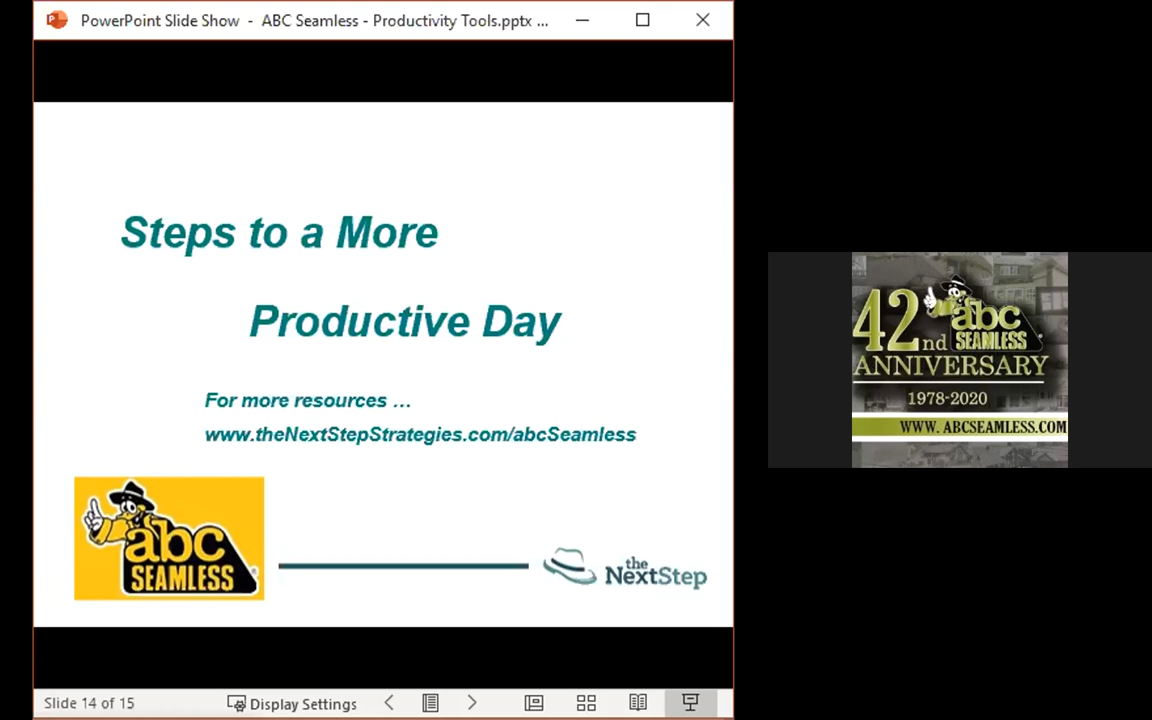 PowerPoint Slide Show - ABC Seamless - Productivity Tools.pptx ...
Steps to a More
Productive Day
For more resources …
www.theNextStepStrategies.com/abcSeamless
abc
SEAMLESS
the
NextStep
Slide 14 of 15
Display Settings
42nd
abc
SEAMLESS
ANNIVERSARY
1978-2020
WWW. ABCSEAMLESS.COM